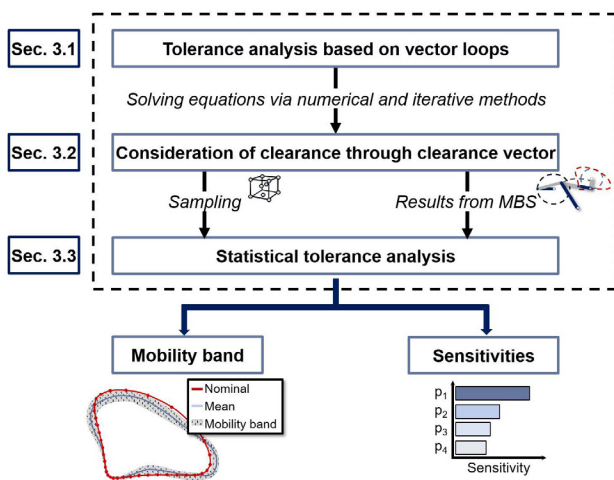 Sec. 3.1
Tolerance analysis based on vector loops
Solving equations via numerical and iterative methods
Sec. 3.2
Consideration of clearance through clearance vector
Sampling
Results from MBS
Sec. 3.3
Statistical tolerance analysis
Mobility band
Sensitivities
Nominal
Mean
Mobility band
p1
p2
p3
p4
Sensitivity